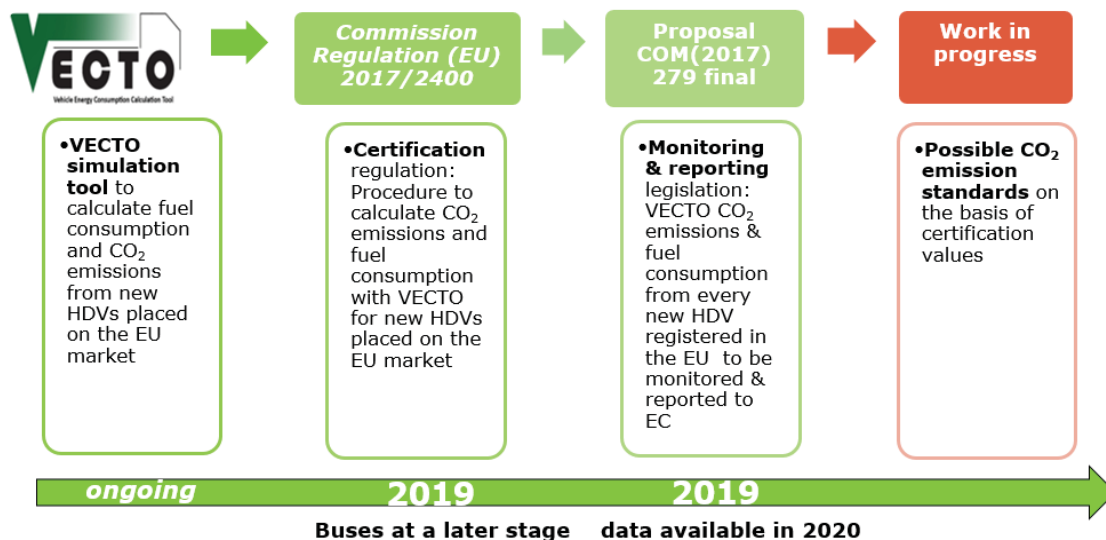 VECTO
Vehicle Energy Consumption Calculation Tool
Commission
Regulation (EU)
2017/2400
Proposal
COM(2017)
279 final
Work in
progress
•VECTO
simulation
tool to
calculate fuel
consumption
and CO₂
emissions
from new
HDVs placed
on the EU
market
•Certification
regulation:
Procedure to
calculate CO₂
emissions and
fuel
consumption
with VECTO
for new HDVs
placed on the
EU market
•Monitoring
& reporting
legislation:
VECTO CO₂
emissions &
fuel
consumption
from every
new HDV
registered in
the EU to be
monitored &
reported to
EC
•Possible CO₂
emission
standards on
the basis of
certification
values
ongoing
2019
2019
Buses at a later stage
data available in 2020